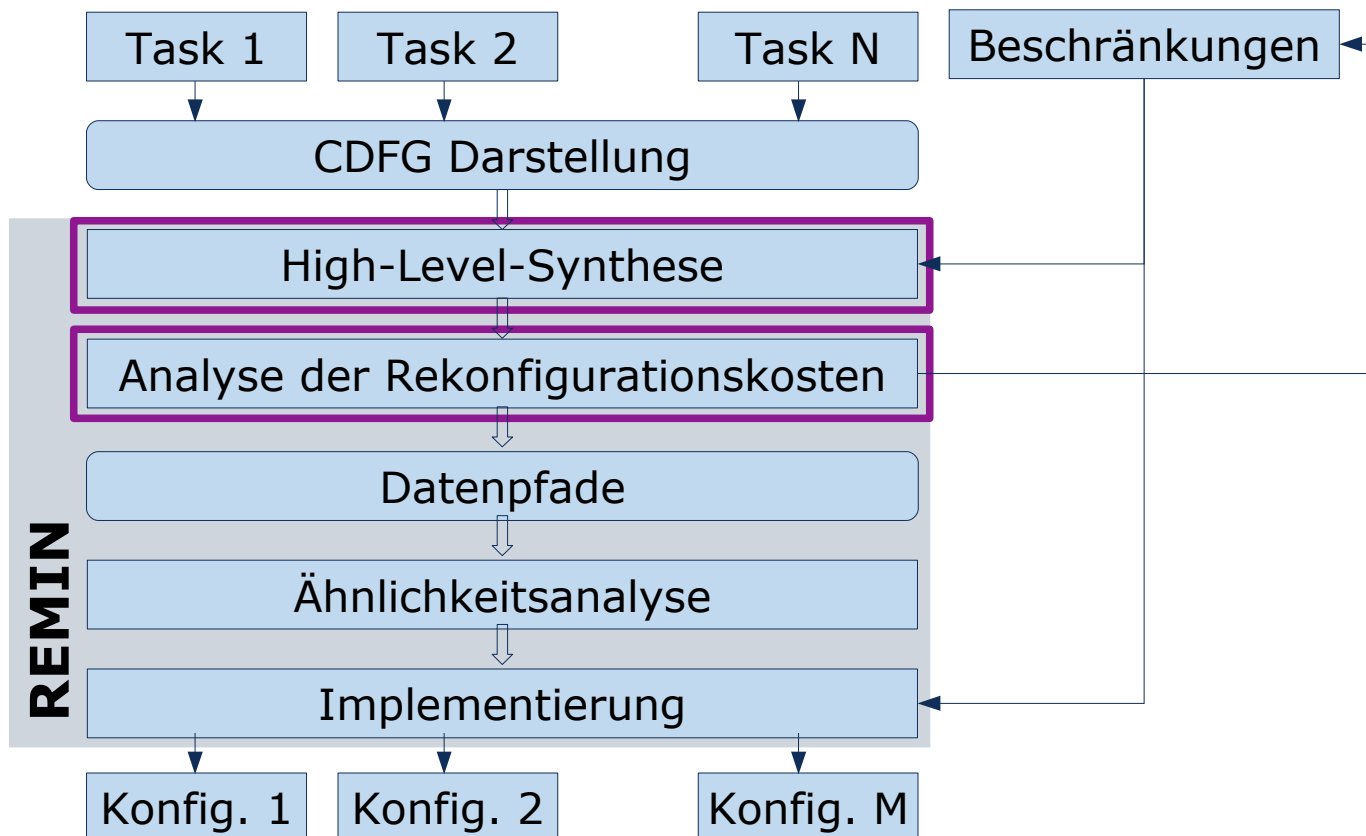 Task 1
Task 2
Task N
Beschränkungen
CDFG Darstellung
High-Level-Synthese
Analyse der Rekonfigurationskosten
Datenpfade
Ähnlichkeitsanalyse
Implementierung
REMIN
Konfig. 1
Konfig. 2
Konfig. M